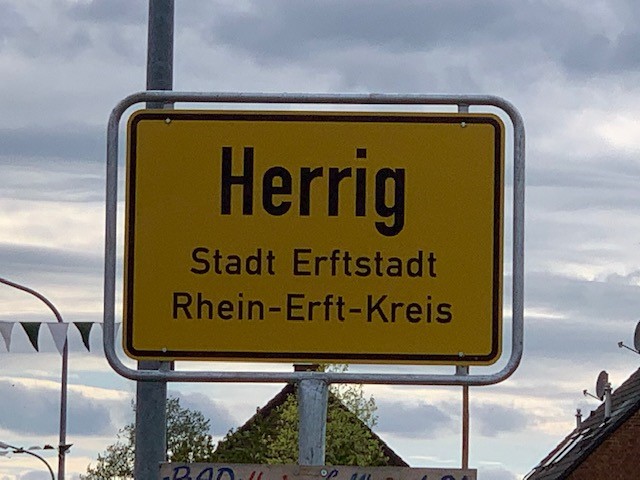 Herrig
Stadt Erftstadt
Rhein-Erft-Kreis